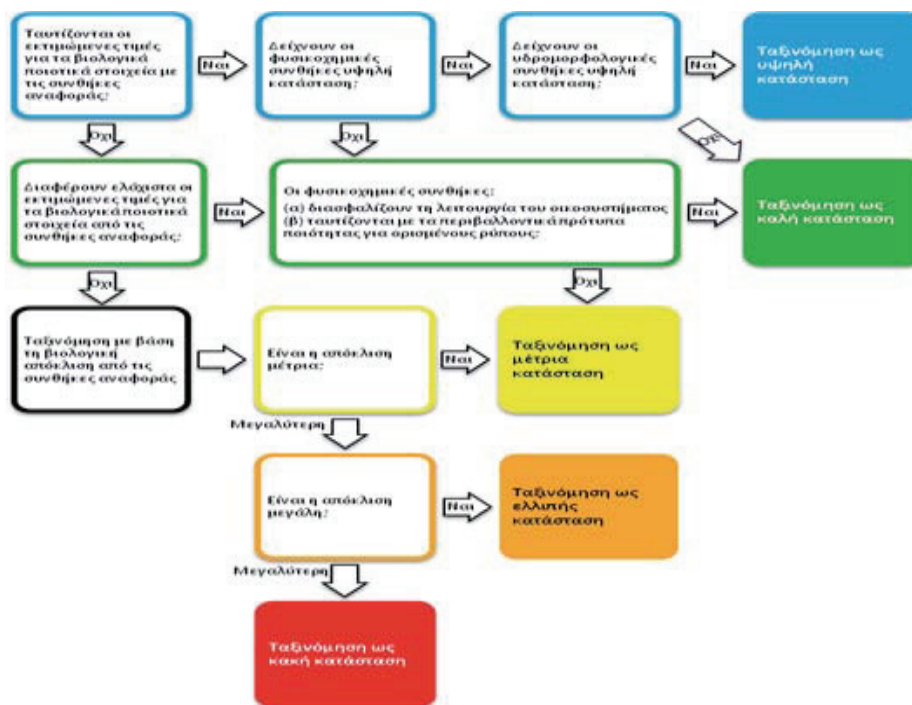 Ταυτίζονται οι
εκτιμώμενες τιμές
για τα βιολογικά
ποιοτικά στοιχεία με
τις συνθήκες
αναφοράς;
Ναι
Δείχνουν οι
φυσικοχημικές
συνθήκες υψηλή
κατάσταση;
Ναι
Δείχνουν οι
υδρομορφολογικές
συνθήκες υψηλή
κατάσταση;
Ναι
Ταξινόμηση ως
υψηλή
κατάσταση
Όχι
Όχι
Όχι
Διαφέρουν ελάχιστα οι
εκτιμώμενες τιμές για
τα βιολογικά ποιοτικά
στοιχεία από τις
συνθήκες αναφοράς;
Ναι
Οι φυσικοχημικές συνθήκες:
(α) διασφαλίζουν τη λειτουργία του οικοσυστήματος
(β) ταυτίζονται με τα περιβαλλοντικά πρότυπα
ποιότητας για ορισμένους ρύπους;
Ναι
Ταξινόμηση ως
καλή κατάσταση
Όχι
Όχι
Ταξινόμηση με βάση
τη βιολογική
απόκλιση από τις
συνθήκες αναφοράς
Είναι η απόκλιση
μέτρια;
Ναι
Ταξινόμηση ως
μέτρια
κατάσταση
Μεγαλύτερη
Είναι η απόκλιση
μεγάλη;
Ναι
Ταξινόμηση ως
ελλιπής
κατάσταση
Μεγαλύτερη
Ταξινόμηση ως
κακή κατάσταση